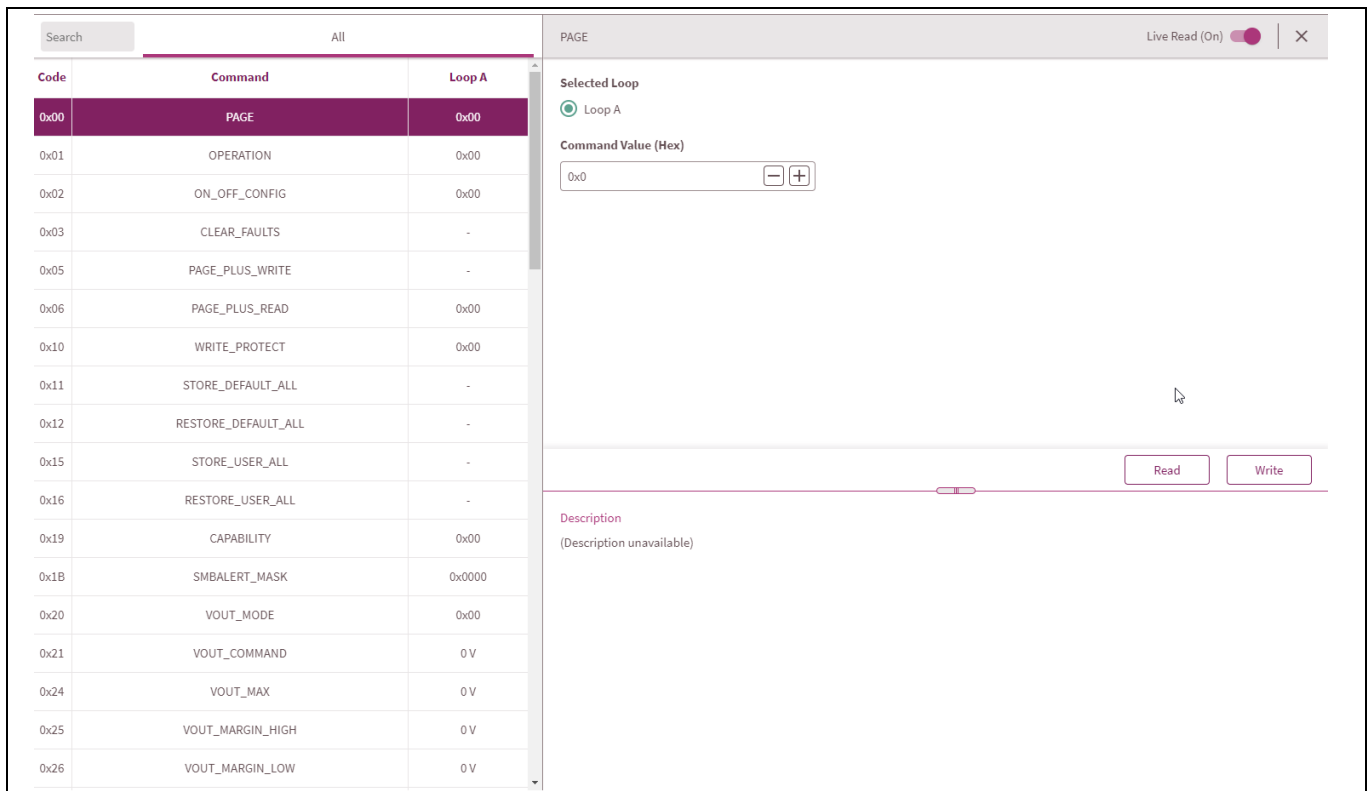 Search All
Code Command Loop A
0x00 PAGE 0x00
0x01 OPERATION 0x00
0x02 ON_OFF_CONFIG 0x00
0x03 CLEAR_FAULTS -
0x05 PAGE_PLUS_WRITE -
0x06 PAGE_PLUS_READ 0x00
0x10 WRITE_PROTECT 0x00
0x11 STORE_DEFAULT_ALL -
0x12 RESTORE_DEFAULT_ALL -
0x15 STORE_USER_ALL -
0x16 RESTORE_USER_ALL -
0x19 CAPABILITY 0x00
0x1B SMBALERT_MASK 0x0000
0x20 VOUT_MODE 0x00
0x21 VOUT_COMMAND 0 V
0x24 VOUT_MAX 0 V
0x25 VOUT_MARGIN_HIGH 0 V
0x26 VOUT_MARGIN_LOW 0 V
PAGE Live Read (On)
Selected Loop
Loop A
Command Value (Hex)
0x0
Read Write
Description
(Description unavailable)